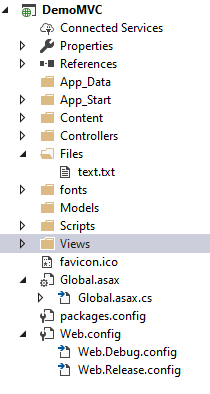 DemoMVC
Connected Services
Properties
References
App_Data
App_Start
Content
Controllers
Files
text.txt
fonts
Models
Scripts
Views
favicon.ico
Global.asax
Global.asax.cs
packages.config
Web.config
Web.Debug.config
Web.Release.config